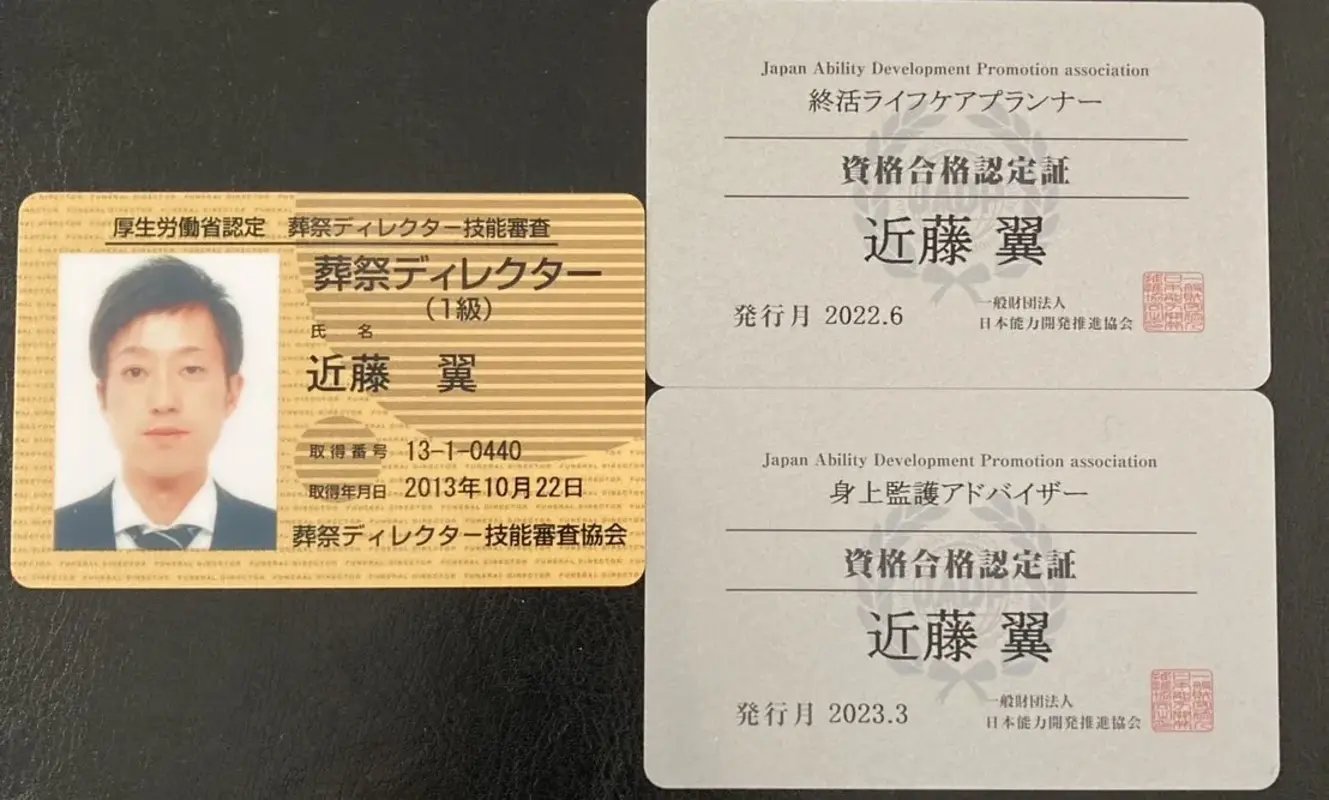 厚生労働省認定 葬祭ディレクター技能審査
葬祭ディレクター
(1級)
氏 名
近藤 翼
取得番号 13-1-0440
取得年月日 2013年10月22日
葬祭ディレクター技能審査協会
Japan Ability Development Promotion association
終活ライフケアプランナー
資格合格認定証
近藤 翼
発行月 2022.6
一般財団法人
日本能力開発推進協会
Japan Ability Development Promotion association
身上監護アドバイザー
資格合格認定証
近藤 翼
発行月 2023.3
一般財団法人
日本能力開発推進協会